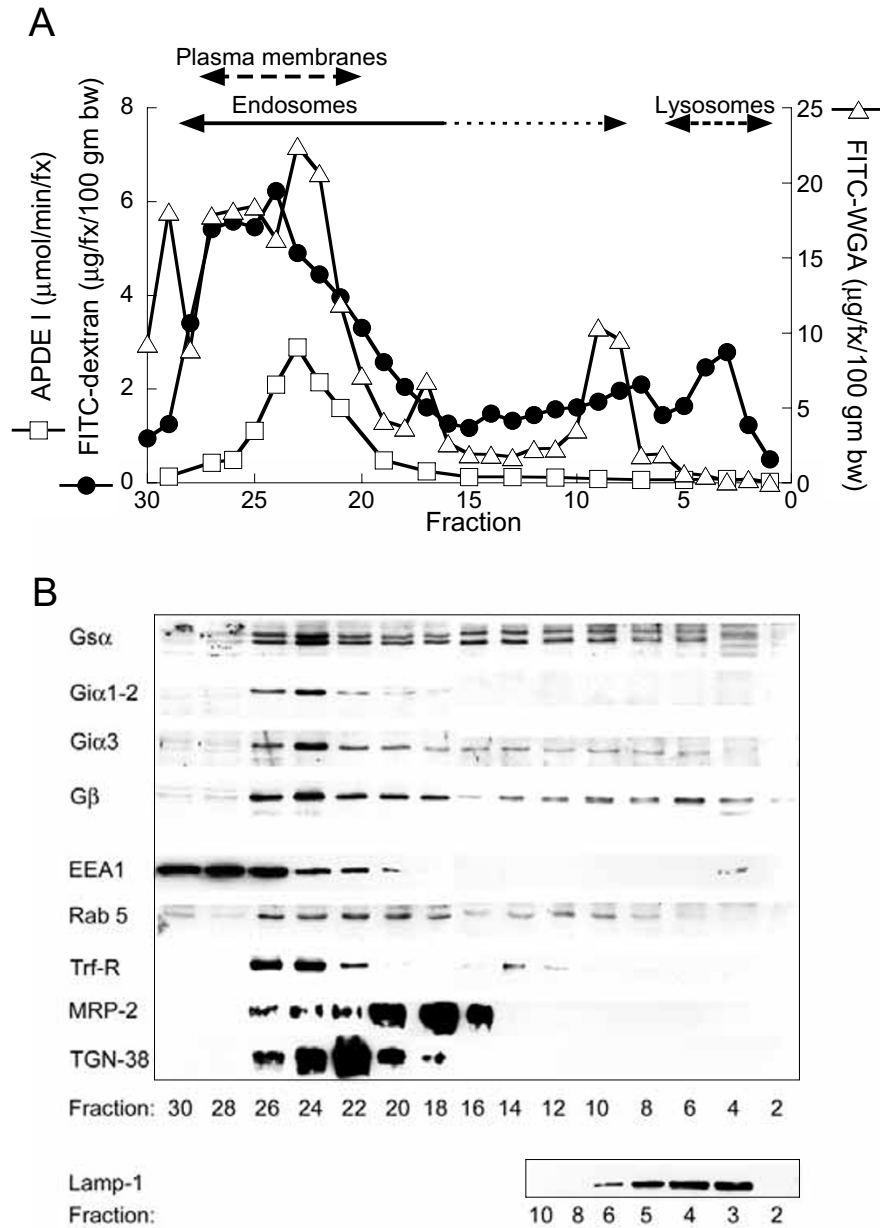 A
Plasma membranes
Endosomes
Lysosomes
APDE I (μmol/min/fx)
FITC-dextran (μg/fx/100 gm bw)
8
6
4
2
0
25
20
15
10
5
0
FITC-WGA (μg/fx/100 gm bw)
30 25 20 15 10 5 0
Fraction
B
Gsα
Giα1-2
Giα3
Gβ
EEA1
Rab 5
Trf-R
MRP-2
TGN-38
Fraction: 30 28 26 24 22 20 18 16 14 12 10 8 6 4 2
Lamp-1
Fraction: 10 8 6 5 4 3 2